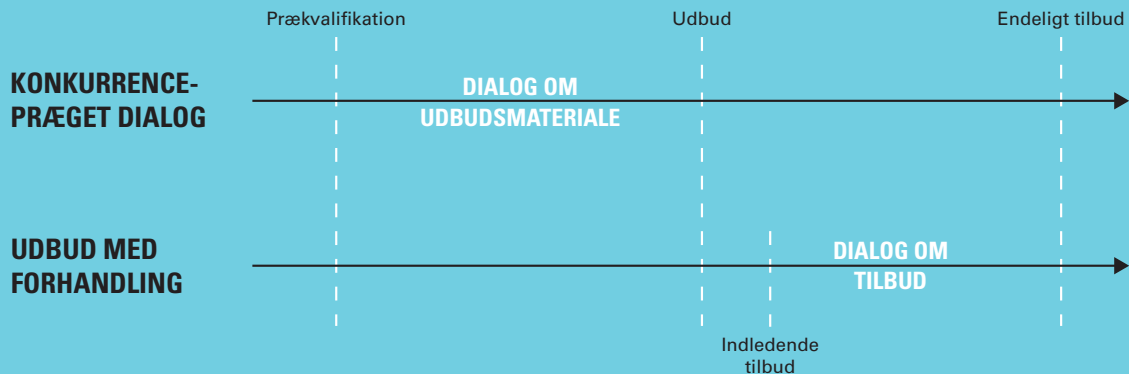 Prækvalifikation
Udbud
Endeligt tilbud
KONKURRENCE-
PRÆGET DIALOG
DIALOG OM
UDBUDSMATERIALE
UDBUD MED
FORHANDLING
DIALOG OM
TILBUD
Indledende
tilbud